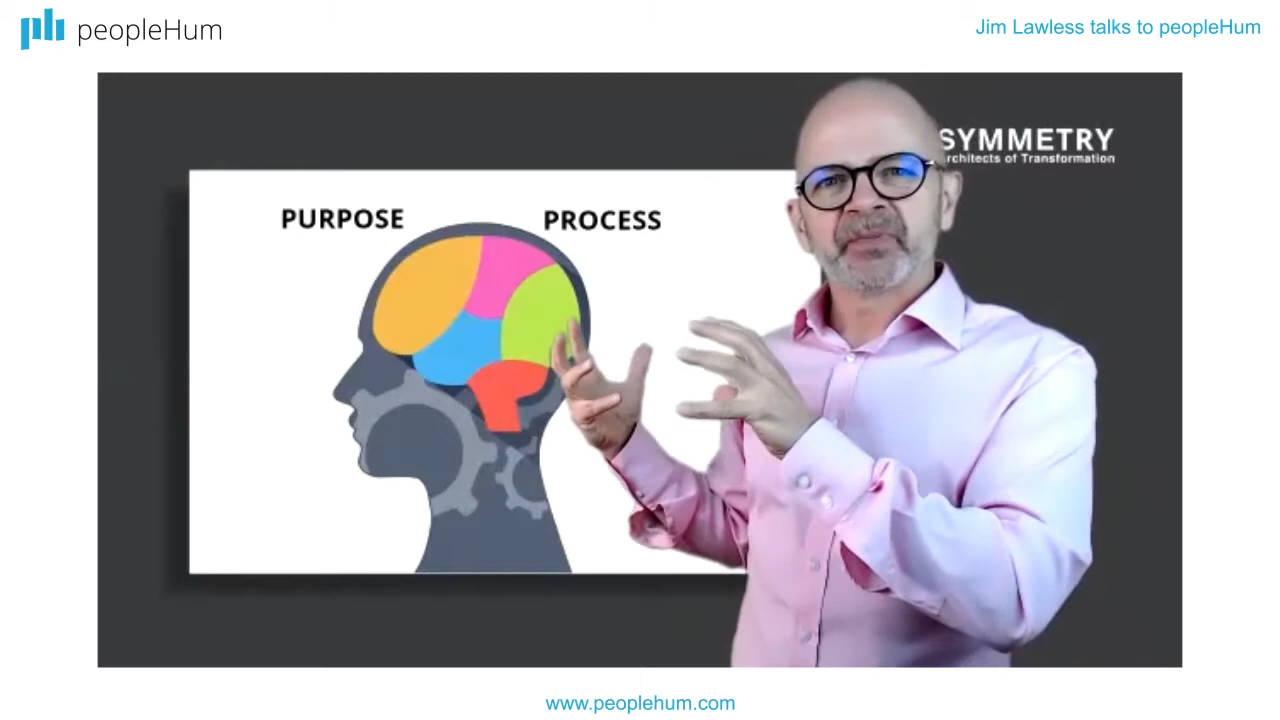 peopleHum
Jim Lawless talks to peopleHum
SYMMETRY
rchitects of Transformation
PURPOSE
PROCESS
www.peoplehum.com